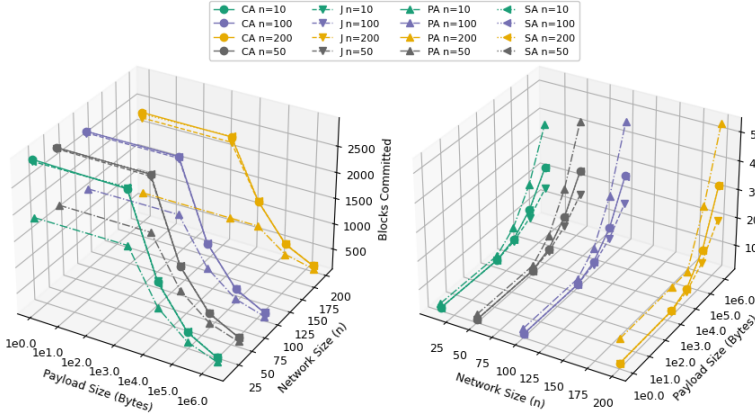 CA n=10 J n=10 PA n=10 SA n=10
CA n=100 J n=100 PA n=100 SA n=100
CA n=200 J n=200 PA n=200 SA n=200
CA n=50 J n=50 PA n=50 SA n=50
2500
2000
1500
1000
500
Blocks Committed
1e0.0
1e1.0
1e2.0
1e3.0
1e4.0
1e5.0
1e6.0
Payload Size (Bytes)
25
50
75
100
125
150
175
200
Network Size (n)
25
50
75
100
125
150
175
200
Network Size (n)
1e0.0
1e1.0
1e2.0
1e3.0
1e4.0
1e5.0
1e6.0
Payload Size (Bytes)